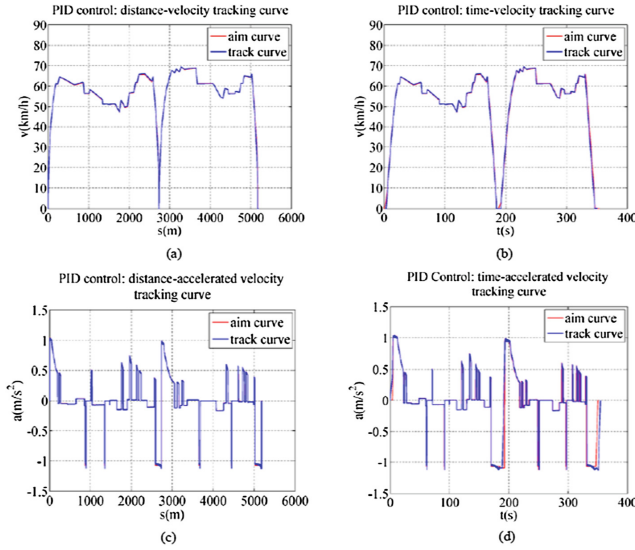 PID control: distance-velocity tracking curve
90
80
70
60
50
40
30
20
10
0
v(km/h)
aim curve
track curve
0 1000 2000 3000 4000 5000 6000
s(m)
(a)
PID control: time-velocity tracking curve
90
80
70
60
50
40
30
20
10
0
v(km/h)
aim curve
track curve
0 100 200 300 400
t(s)
(b)
PID control: distance-accelerated velocity
tracking curve
1.5
1
0.5
0
-0.5
-1
-1.5
a(m/s²)
aim curve
track curve
0 1000 2000 3000 4000 5000 6000
s(m)
(c)
PID Control: time-accelerated velocity
tracking curve
1.5
1
0.5
0
-0.5
-1
-1.5
a(m/s²)
aim curve
track curve
0 100 200 300 400
t(s)
(d)